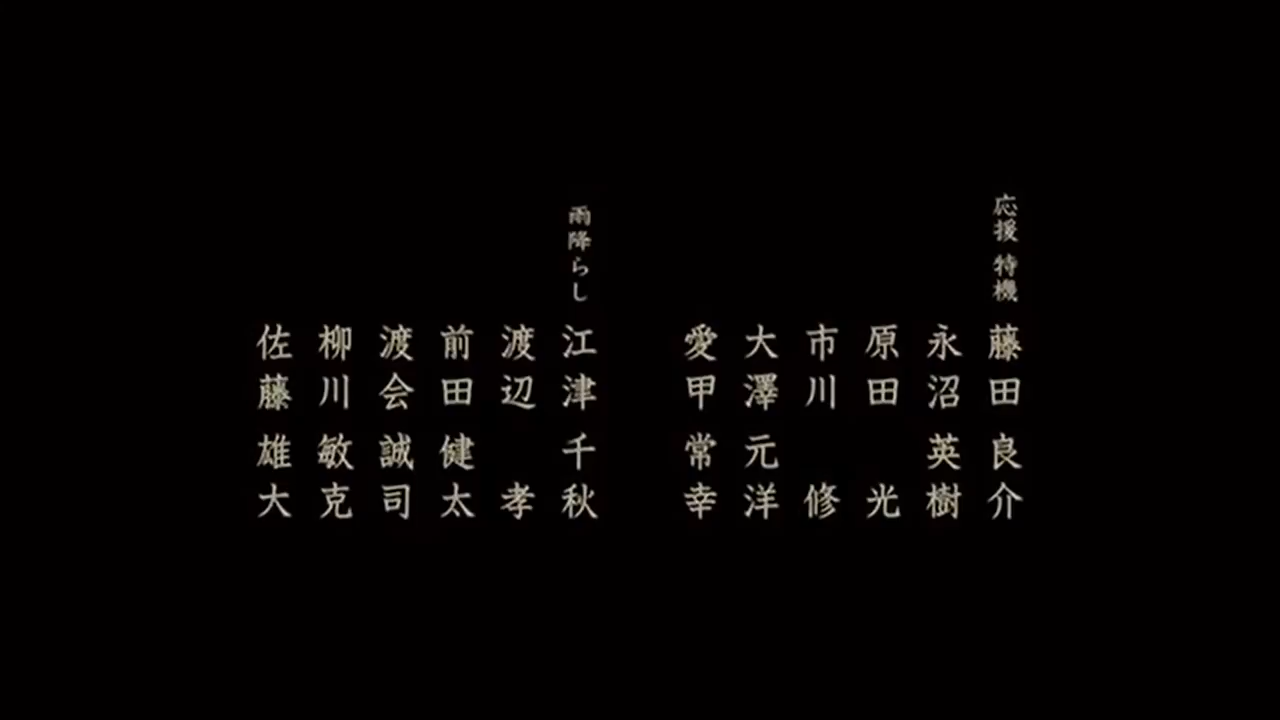 応援 特機
藤田良介
永沼英樹
原田光
市川修
大澤元洋
愛甲常幸
雨降らし
江津千秋
渡辺孝
前田健太
渡会誠司
柳川敏克
佐藤雄大